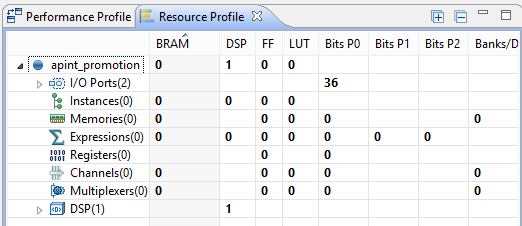 Performance Profile Resource Profile
BRAM DSP FF LUT Bits P0 Bits P1 Bits P2 Banks/D
apint_promotion 0 1 0 0
I/O Ports(2) 36
Instances(0) 0 0 0 0
Memories(0) 0 0 0 0 0
Expressions(0) 0 0 0 0 0 0 0
Registers(0) 0 0
Channels(0) 0 0 0 0 0
Multiplexers(0) 0 0 0 0 0
DSP(1) 1